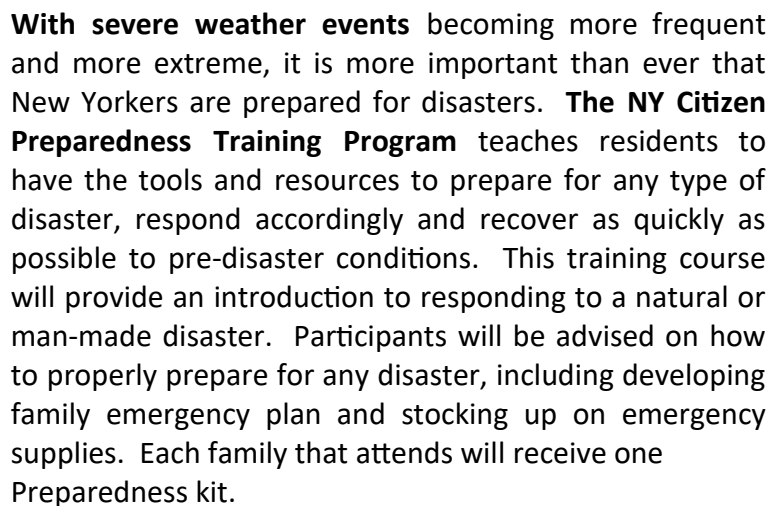 With severe weather events becoming more frequent
and more extreme, it is more important than ever that
New Yorkers are prepared for disasters.  The NY Citizen
Preparedness Training Program teaches residents to
have the tools and resources to prepare for any type of
disaster, respond accordingly and recover as quickly as
possible to pre-disaster conditions.  This training course
will provide an introduction to responding to a natural or
man-made disaster.  Participants will be advised on how
to properly prepare for any disaster, including developing
family emergency plan and stocking up on emergency
supplies.  Each family that attends will receive one
Preparedness kit.